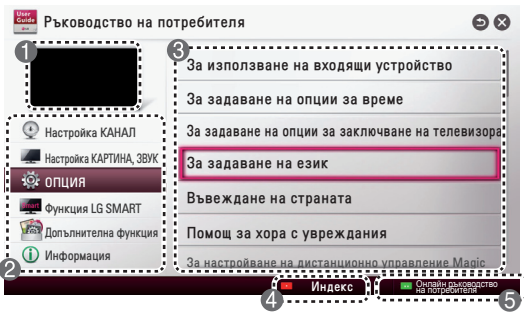 User
Guide
Ръководство на потребителя
1
3
За използване на входящи устройство
За задаване на опции за време
За задаване на опции за заключване на телевизора
За задаване на език
Въвеждане на страната
Помощ за хора с увреждания
За настройване на дистанционно управление Magic
Настройка КАНАЛ
Настройка КАРТИНА, ЗВУК
ОПЦИЯ
smart
Функция LG SMART
Допълнителна функция
Информация
2
Индекс
Онлайн ръководство
на потребителя
4
5